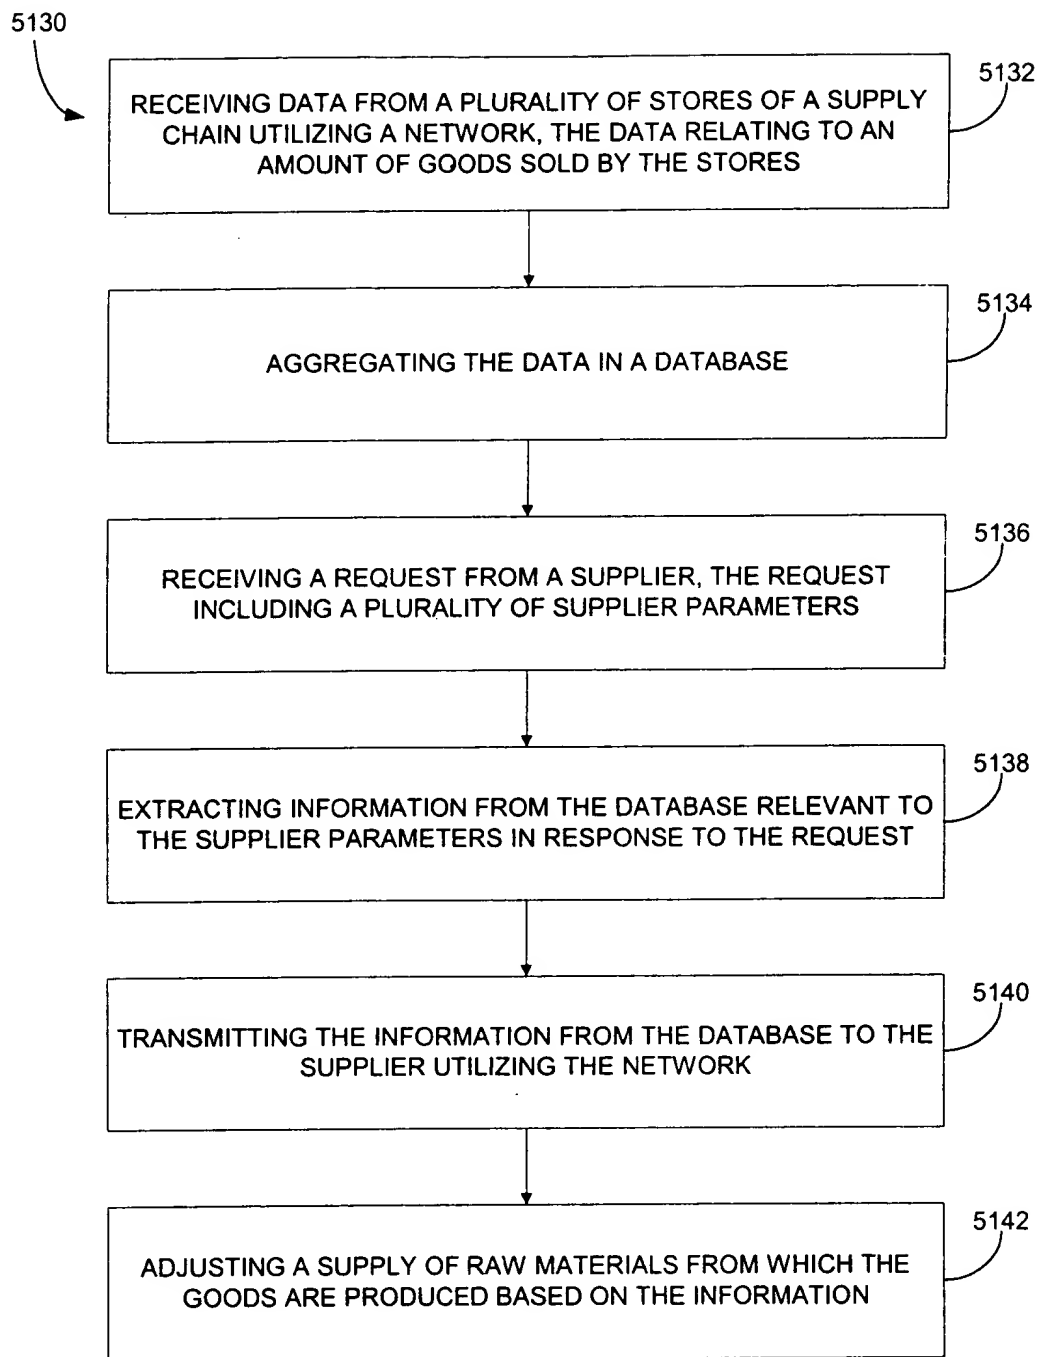 5130
5132
RECEIVING DATA FROM A PLURALITY OF STORES OF A SUPPLY
CHAIN UTILIZING A NETWORK, THE DATA RELATING TO AN
AMOUNT OF GOODS SOLD BY THE STORES
5134
AGGREGATING THE DATA IN A DATABASE
5136
RECEIVING A REQUEST FROM A SUPPLIER, THE REQUEST
INCLUDING A PLURALITY OF SUPPLIER PARAMETERS
5138
EXTRACTING INFORMATION FROM THE DATABASE RELEVANT TO
THE SUPPLIER PARAMETERS IN RESPONSE TO THE REQUEST
5140
TRANSMITTING THE INFORMATION FROM THE DATABASE TO THE
SUPPLIER UTILIZING THE NETWORK
5142
ADJUSTING A SUPPLY OF RAW MATERIALS FROM WHICH THE
GOODS ARE PRODUCED BASED ON THE INFORMATION